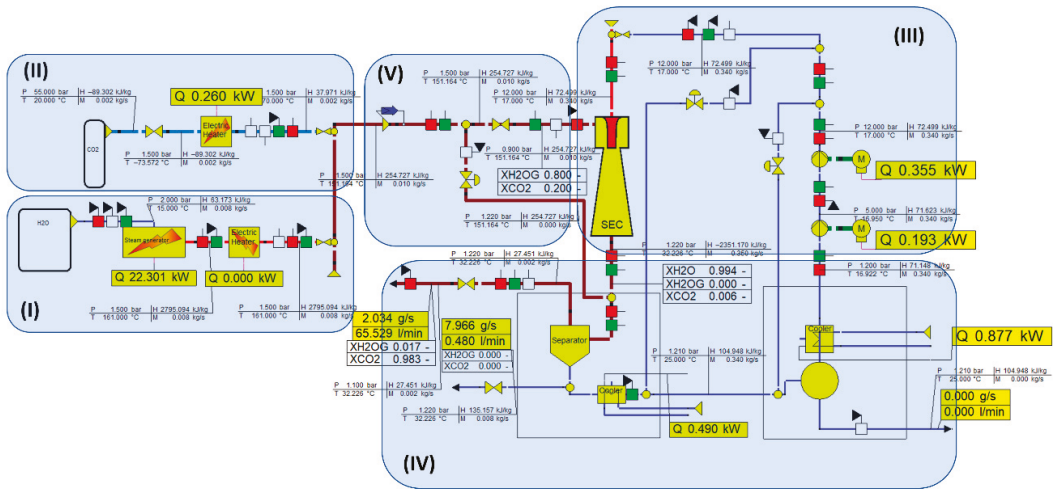 (II)
P 55.000 bar H -89.302 kJ/kg
T 20.000 °C M 0.002 kg/s
Q 0.260 kW
1.500 bar H 37.971 kJ/kg
70.000 °C M 0.002 kg/s
CO2
Electric
Heater
P 1.500 bar H -89.302 kJ/kg
T -73.572 °C M 0.002 kg/s
(I)
H2O
P 2.000 bar H 63.173 kJ/kg
T 15.000 °C M 0.008 kg/s
Steam generator
Electric
Heater
Q 22.301 kW
Q 0.000 kW
P 1.500 bar H 2795.094 kJ/kg
T 161.000 °C M 0.008 kg/s
P 1.500 bar H 2795.094 kJ/kg
T 161.000 °C M 0.008 kg/s
P 1.500 bar H 254.727 kJ/kg
T 151.164 °C M 0.010 kg/s
(V)
P 1.500 bar H 254.727 kJ/kg
T 151.164 °C M 0.010 kg/s
P 12.000 bar H 72.499 kJ/kg
T 17.000 °C M 0.340 kg/s
P 0.900 bar H 254.727 kJ/kg
T 151.164 °C M 0.010 kg/s
XH2OG 0.800 -
XCO2 0.200 -
P 1.220 bar H 254.727 kJ/kg
T 151.164 °C M 0.000 kg/s
(III)
P 12.000 bar H 72.499 kJ/kg
T 17.000 °C M 0.340 kg/s
SEC
P 12.000 bar H 72.499 kJ/kg
T 17.000 °C M 0.340 kg/s
M
Q 0.355 kW
P 5.000 bar H 71.623 kJ/kg
T 16.950 °C M 0.340 kg/s
M
Q 0.193 kW
P 1.220 bar H -2351.170 kJ/kg
T 32.226 °C M 0.350 kg/s
P 1.200 bar H 71.148 kJ/kg
T 16.922 °C M 0.340 kg/s
XH2O 0.994 -
XH2OG 0.000 -
XCO2 0.006 -
(IV)
P 1.220 bar H 27.451 kJ/kg
T 32.226 °C M 0.002 kg/s
2.034 g/s
65.529 l/min
XH2OG 0.017 -
XCO2 0.983 -
7.966 g/s
0.480 l/min
XH2OG 0.000 -
XCO2 0.000 -
Separator
P 1.100 bar H 27.451 kJ/kg
T 32.226 °C M 0.002 kg/s
P 1.220 bar H 135.157 kJ/kg
T 32.226 °C M 0.008 kg/s
P 1.210 bar H 104.948 kJ/kg
T 25.000 °C M 0.340 kg/s
Cooler
Q 0.490 kW
Cooler
Q 0.877 kW
P 1.210 bar H 104.948 kJ/kg
T 25.000 °C M 0.000 kg/s
0.000 g/s
0.000 l/min